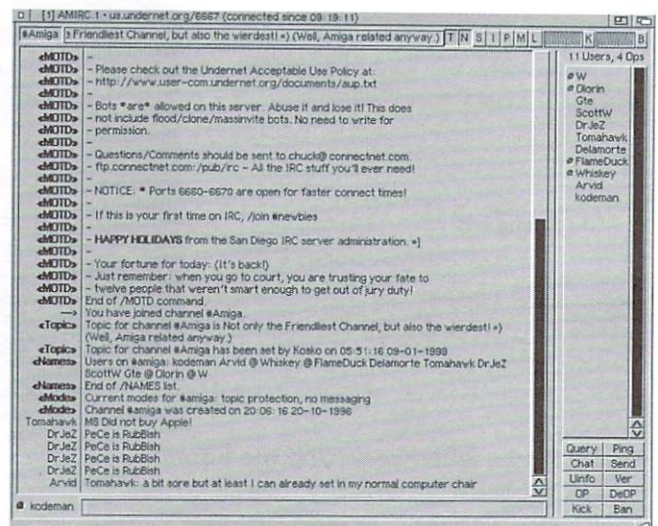 [1] AMIRC 1 • us.undernet.org/6667 (connected since 09:19:11)
#Amiga s Friendliest Channel, but also the wierdest! =) (Well, Amiga related anyway.) T N S I P M L K B
<MOTD> -
<MOTD> - Please check out the Undernet Acceptable Use Policy at:
<MOTD> - http://www.user-com.undernet.org/documents/aup.txt
<MOTD> -
<MOTD> - Bots *are* allowed on this server. Abuse it and lose it! This does
<MOTD> - not include flood/clone/massinvite bots. No need to write for
<MOTD> - permission.
<MOTD> -
<MOTD> - Questions/Comments should be sent to chuck@connectnet.com.
<MOTD> - ftp.connectnet.com:/pub/irc - All the IRC stuff you'll ever need!
<MOTD> -
<MOTD> - NOTICE: * Ports 6660-6670 are open for faster connect times!
<MOTD> -
<MOTD> - If this is your first time on IRC, /join #newbies
<MOTD> -
<MOTD> - HAPPY HOLIDAYS from the San Diego IRC server administration. =]
<MOTD> -
<MOTD> - Your fortune for today: (It's back!)
<MOTD> - Just remember: when you go to court, you are trusting your fate to
<MOTD> - twelve people that weren't smart enough to get out of jury duty!
<MOTD> End of /MOTD command.
---> You have joined channel #Amiga.
<Topic> Topic for channel #Amiga is Not only the Friendliest Channel, but also the wierdest! =)
(Well, Amiga related anyway.)
<Topic> Topic for channel #Amiga has been set by Kosko on 05:51:16 09-01-1999
<Names> Users on #amiga: kodeman Arvid @Whiskey @FlameDuck Delamorte Tomahawk DrJeZ
ScottW Gte @Olorin @W
<Names> End of /NAMES list.
<Mode> Current modes for #amiga: topic protection, no messaging
<Mode> Channel #amiga was created on 20:06:16 20-10-1996
Tomahawk MS Did not buy Apple!
DrJeZ PeCe is RubBish
DrJeZ PeCe is RubBish
DrJeZ PeCe is RubBish
DrJeZ PeCe is RubBish
Arvid Tomahawk: a bit sore but at least I can already set in my normal computer chair
kodeman
11 Users, 4 Ops
W
Olorin
Gte
ScottW
DrJeZ
Tomahawk
Delamorte
FlameDuck
Whiskey
Arvid
kodeman
Query Ping
Chat Send
Uinfo Ver
OP DeOP
Kick Ban